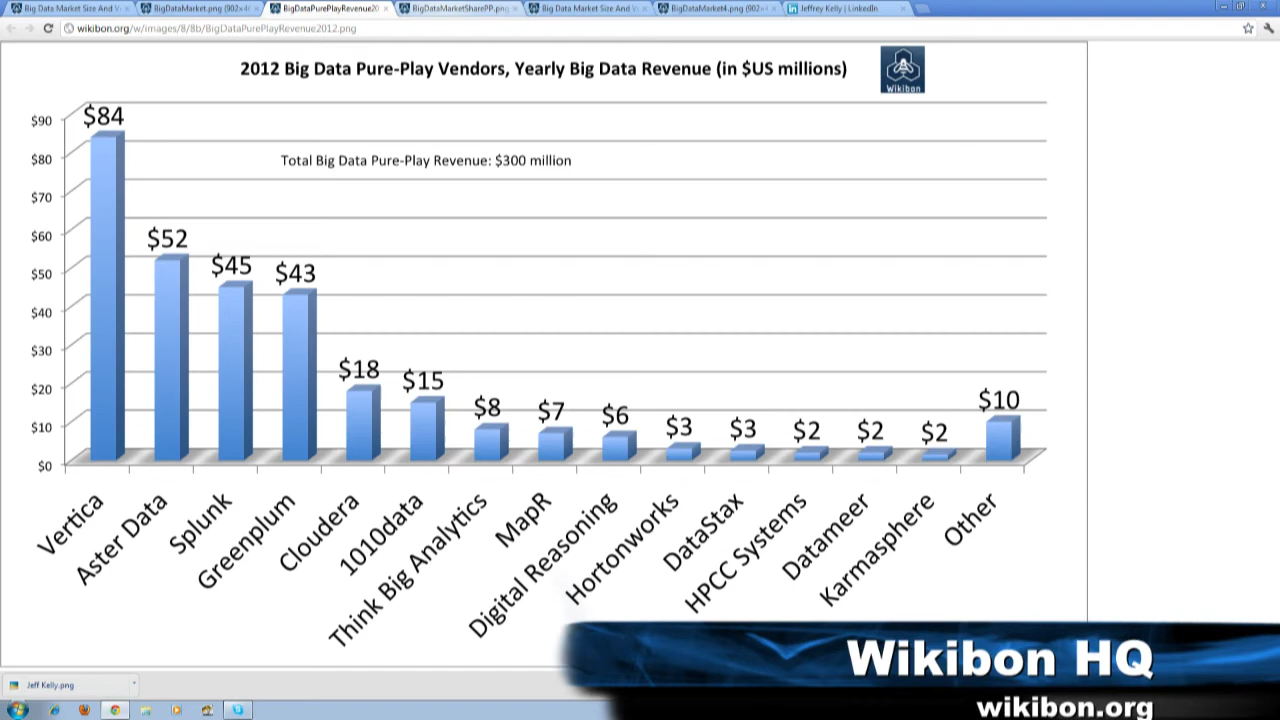 Big Data Market Size And V
BigDataMarket.png (902×4
BigDataPurePlayRevenue20
BigDataMarketSharePP.png
Big Data Market Size And V
BigDataMarket4.png (902×
Jeffrey Kelly | LinkedIn
wikibon.org/w/images/8/8b/BigDataPurePlayRevenue2012.png
2012 Big Data Pure-Play Vendors, Yearly Big Data Revenue (in $US millions)
Wikibon
Total Big Data Pure-Play Revenue: $300 million
$90
$80
$70
$60
$50
$40
$30
$20
$10
$0
$84
$52
$45
$43
$18
$15
$8
$7
$6
$3
$3
$2
$2
$2
$10
Vertica
Aster Data
Splunk
Greenplum
Cloudera
1010data
Think Big Analytics
MapR
Digital Reasoning
Hortonworks
DataStax
HPCC Systems
Datameer
Karmasphere
Other
Wikibon HQ
wikibon.org
Jeff Kelly.png